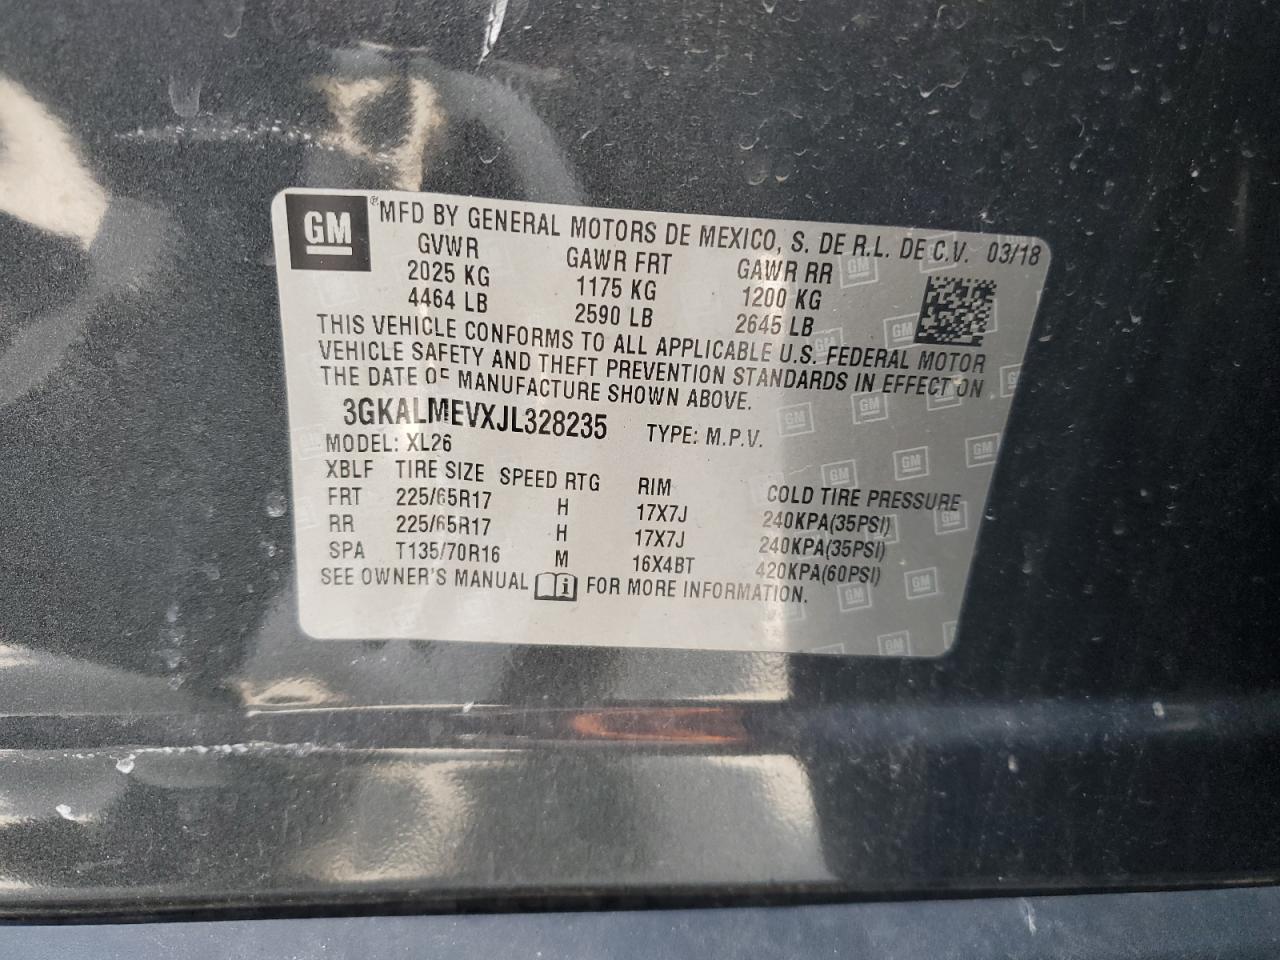 GM ® MFD BY GENERAL MOTORS DE MEXICO, S. DE R.L. DE C.V. 03/18
GVWR GAWR FRT GAWR RR
2025 KG 1175 KG 1200 KG
4464 LB 2590 LB 2645 LB
THIS VEHICLE CONFORMS TO ALL APPLICABLE U.S. FEDERAL MOTOR
VEHICLE SAFETY AND THEFT PREVENTION STANDARDS IN EFFECT ON
THE DATE OF MANUFACTURE SHOWN ABOVE.
3GKALMEVXJL328235 TYPE: M.P.V.
MODEL: XL26
XBLF TIRE SIZE SPEED RTG RIM COLD TIRE PRESSURE
FRT 225/65R17 H 17X7J 240KPA(35PSI)
RR 225/65R17 H 17X7J 240KPA(35PSI)
SPA T135/70R16 M 16X4BT 420KPA(60PSI)
SEE OWNER'S MANUAL i FOR MORE INFORMATION.